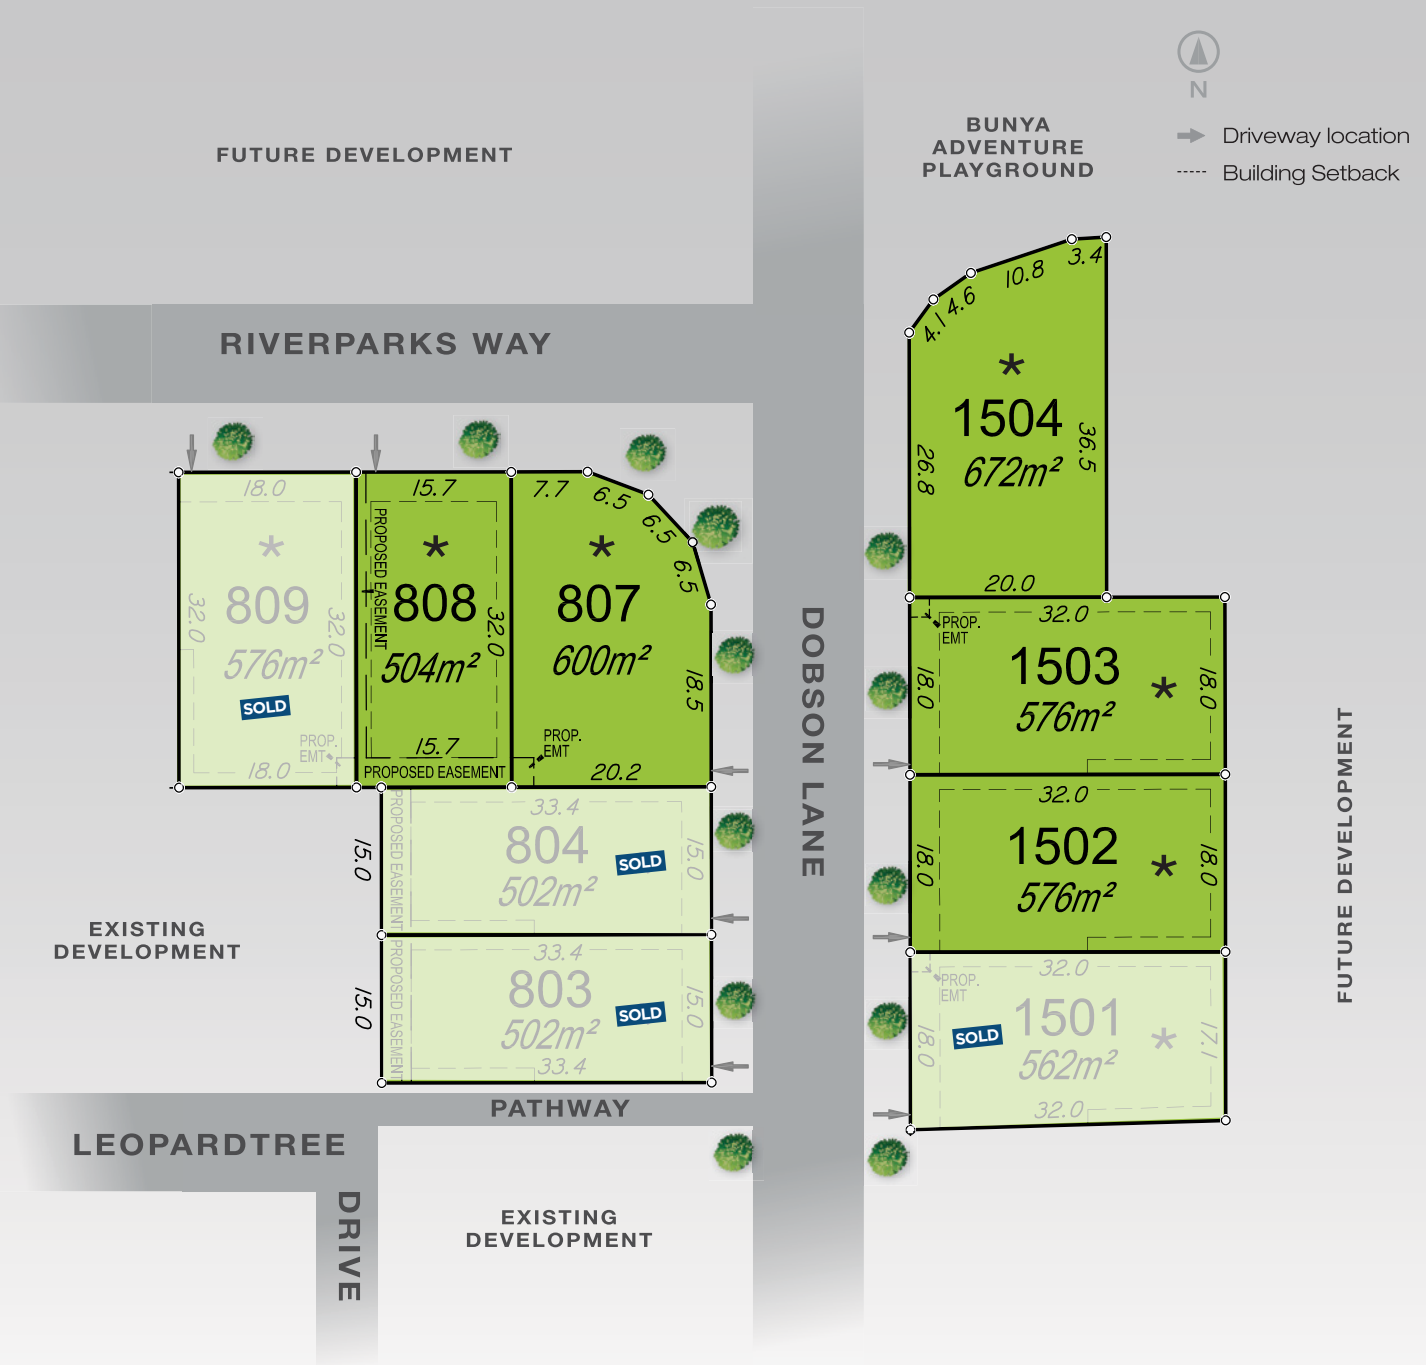 N
Driveway location
Building Setback
FUTURE DEVELOPMENT
BUNYA
ADVENTURE
PLAYGROUND
RIVERPARKS WAY
DOBSON LANE
18.0
*
809
32.0
32.0
576m²
SOLD
PROP.
EMT
18.0
15.7
PROPOSED EASEMENT
*
808
32.0
504m²
15.7
PROPOSED EASEMENT
7.7
6.5
6.5
6.5
*
807
600m²
18.5
PROP.
EMT
20.2
33.4
PROPOSED EASEMENT
15.0
804
502m²
SOLD
15.0
33.4
PROPOSED EASEMENT
15.0
803
502m²
SOLD
15.0
33.4
3.4
10.8
4.6
4.1
*
1504
672m²
26.8
36.5
20.0
32.0
PROP.
EMT
18.0
1503
576m²
*
18.0
32.0
18.0
1502
576m²
*
18.0
32.0
PROP.
EMT
18.0
SOLD
1501
562m²
*
17.1
32.0
FUTURE DEVELOPMENT
EXISTING
DEVELOPMENT
PATHWAY
LEOPARDTREE
DRIVE
EXISTING
DEVELOPMENT